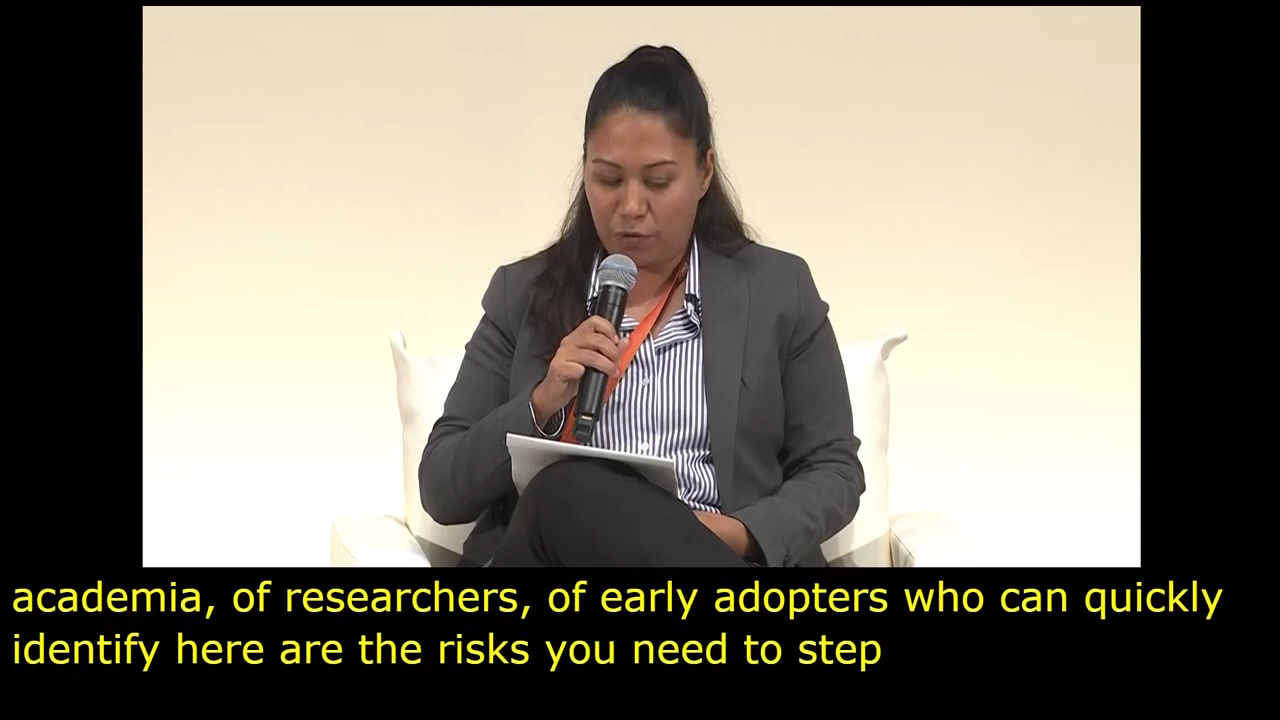 academia, of researchers, of early adopters who can quickly
identify here are the risks you need to step